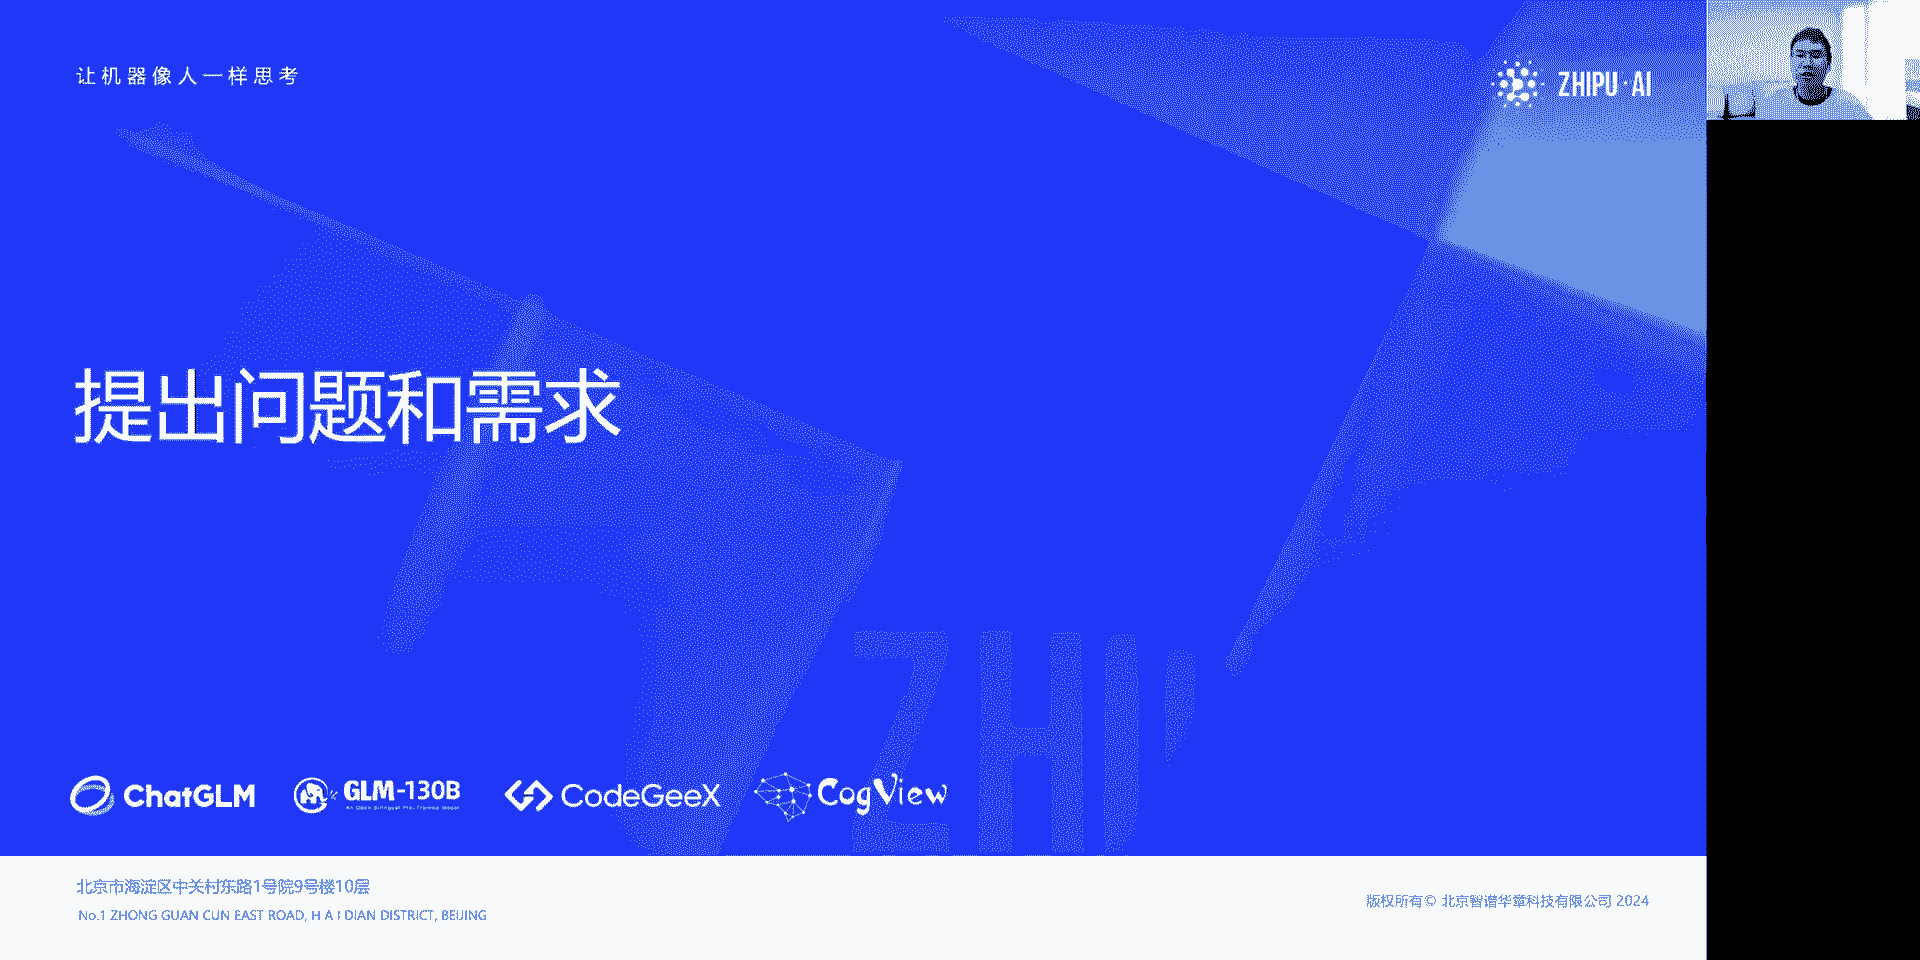 让机器像人一样思考
ZHIPU·AI
提出问题和需求
ChatGLM
GLM-130B
CodeGeeX
CogView
ZHI
北京市海淀区中关村东路1号院9号楼10层
No.1 ZHONG GUAN CUN EAST ROAD, H A I DIAN DISTRICT, BEIJING
版权所有© 北京智谱华章科技有限公司 2024